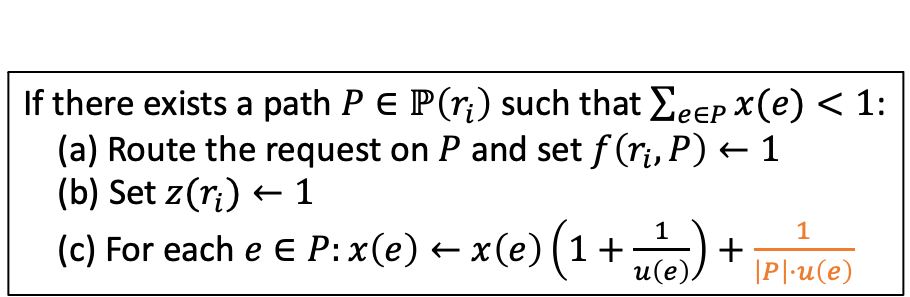 If there exists a path P ∈ ℙ(rᵢ) such that ∑_{e∈P} x(e) < 1:
(a) Route the request on P and set f(rᵢ, P) ← 1
(b) Set z(rᵢ) ← 1
(c) For each e ∈ P: x(e) ← x(e) (1 + 1/u(e)) + 1/(|P|·u(e))